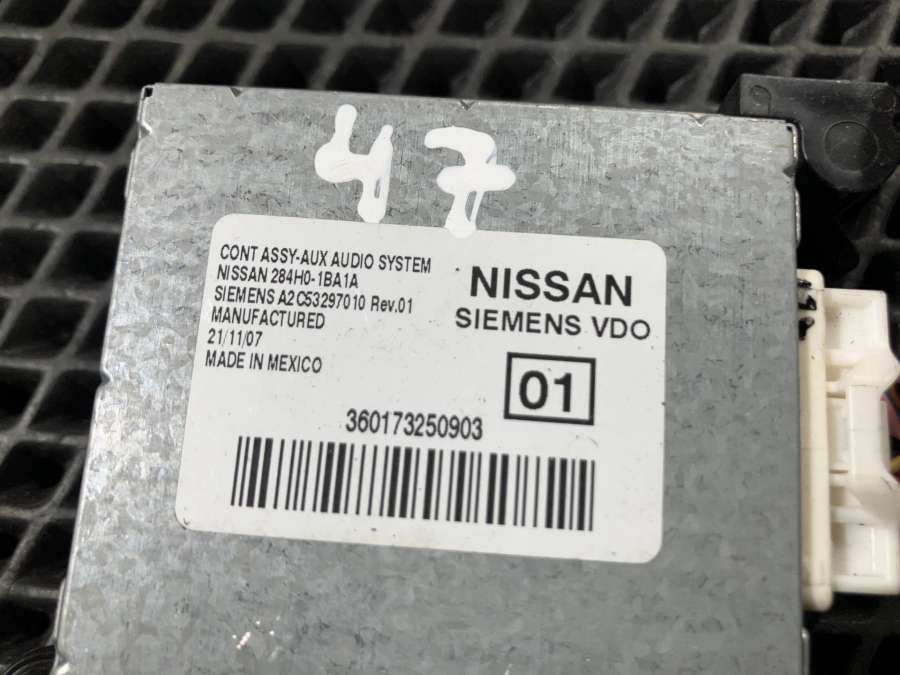 47
CONT ASSY-AUX AUDIO SYSTEM
NISSAN 284H0-1BA1A
SIEMENS A2C53297010 Rev.01
MANUFACTURED
21/11/07
MADE IN MEXICO
NISSAN
SIEMENS VDO
01
360173250903